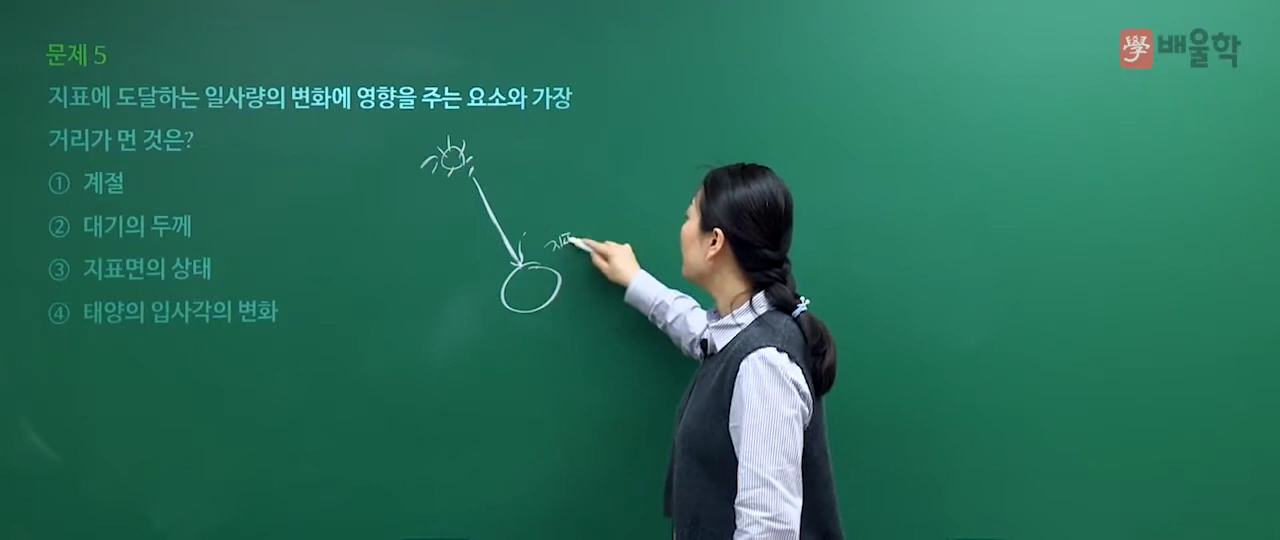 문제 5
學 배울학
지표에 도달하는 일사량의 변화에 영향을 주는 요소와 가장
거리가 먼 것은?
① 계절
② 대기의 두께
③ 지표면의 상태
④ 태양의 입사각의 변화
지표